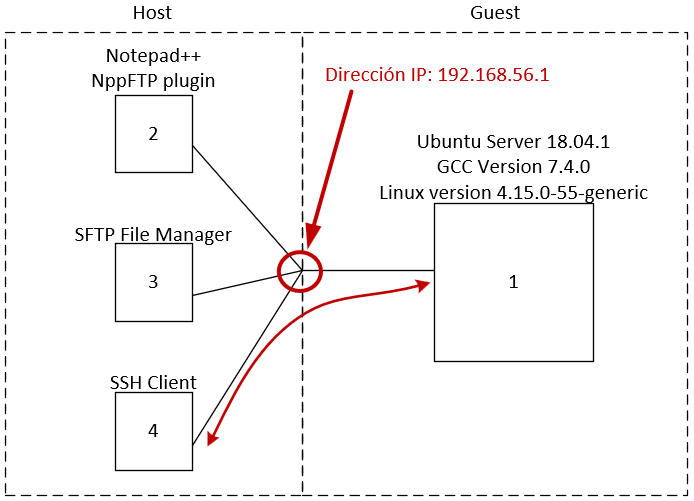 Host
Guest
Notepad++
NppFTP plugin
2
Dirección IP: 192.168.56.1
Ubuntu Server 18.04.1
GCC Version 7.4.0
Linux version 4.15.0-55-generic
1
SFTP File Manager
3
SSH Client
4